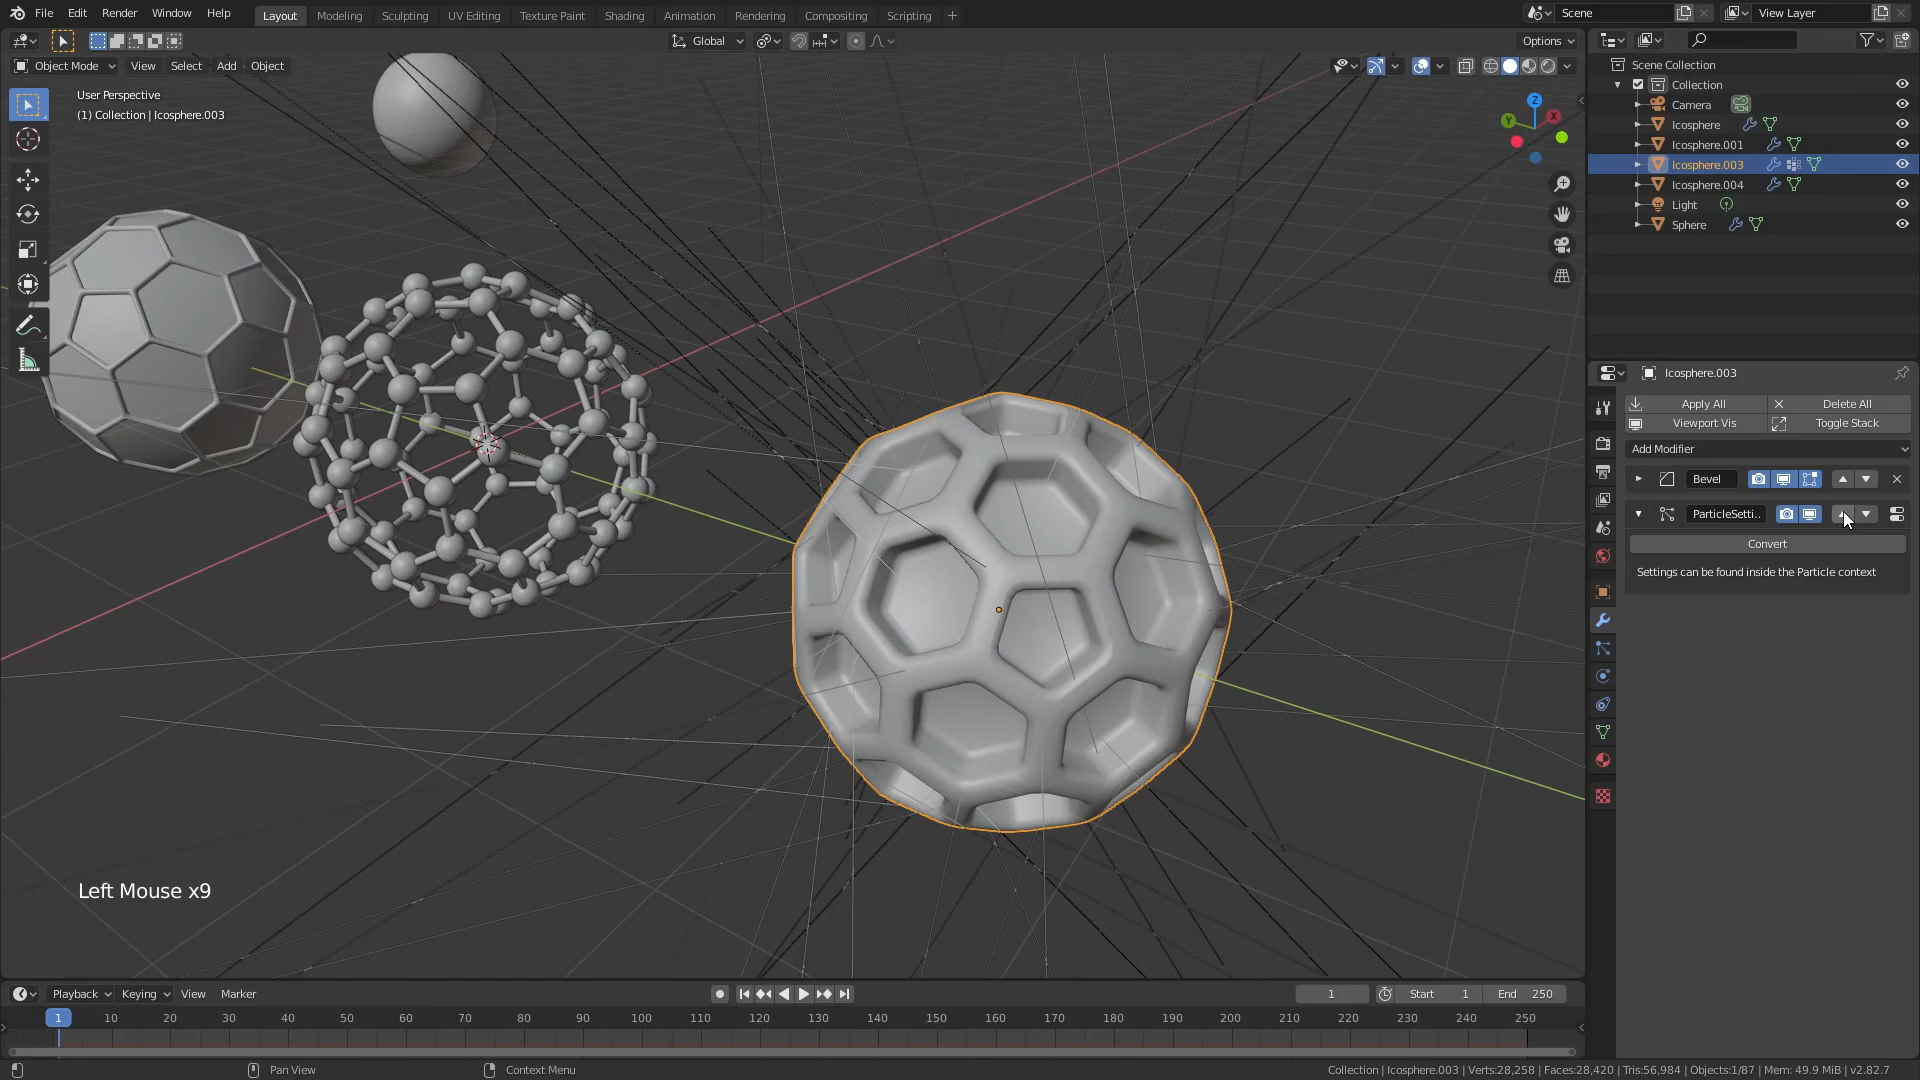 File Edit Render Window Help
Layout Modeling Sculpting UV Editing Texture Paint Shading Animation Rendering Compositing Scripting +
Scene
View Layer
Global
Options
Object Mode View Select Add Object
User Perspective
(1) Collection | Icosphere.003
Z
Y
X
Scene Collection
Collection
Camera
Icosphere
Icosphere.001
Icosphere.003
Icosphere.004
Light
Sphere
Icosphere.003
Apply All
Delete All
Viewport Vis
Toggle Stack
Add Modifier
Bevel
ParticleSetti..
Convert
Settings can be found inside the Particle context
Left Mouse x9
Playback Keying View Marker
1
Start 1
End 250
1 10 20 30 40 50 60 70 80 90 100 110 120 130 140 150 160 170 180 190 200 210 220 230 240 250
Pan View
Context Menu
Collection | Icosphere.003 | Verts:28,258 | Faces:28,420 | Tris:56,984 | Objects:1/87 | Mem: 49.9 MiB | v2.82.7